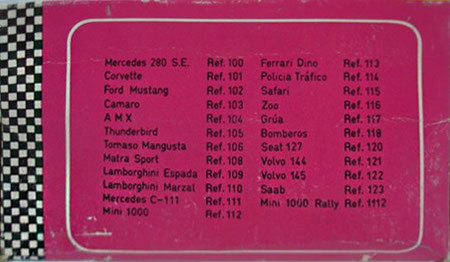 Mercedes 280 S.E. Ref. 100
Corvette Ref. 101
Ford Mustang Ref. 102
Camaro Ref. 103
A M X Ref. 104
Thunderbird Ref. 105
Tomaso Mangusta Ref. 106
Matra Sport Ref. 108
Lamborghini Espada Ref. 109
Lamborghini Marzal Ref. 110
Mercedes C-111 Ref. 111
Mini 1000 Ref. 112
Ferrari Dino Ref. 113
Policia Tráfico Ref. 114
Safari Ref. 115
Zoo Ref. 116
Grúa Ref. 117
Bomberos Ref. 118
Seat 127 Ref. 120
Volvo 144 Ref. 121
Volvo 145 Ref. 122
Saab Ref. 123
Mini 1000 Rally Ref. 1112